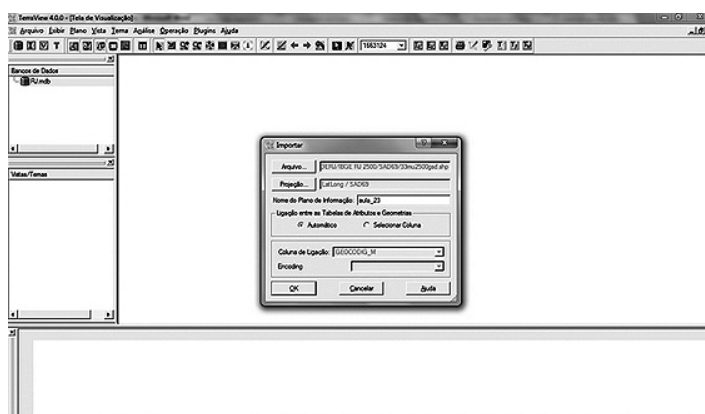 TerraView 4.0.0 - [Tela de Visualização]
Arquivo Exibir Plano Vista Tema Análise Operação Plugins Ajuda
1663124
Bancos de Dados
RJ.mdb
Vistas/Temas
Importar
Arquivo...
Projeção... LatLong / SAD69
Nome do Plano de Informação: aula_23
Ligação entre as Tabelas de Atributos e Geometrias
Automático Selecionar Coluna
Coluna de Ligação: GEOCODIG_M
Encoding
OK Cancelar Ajuda